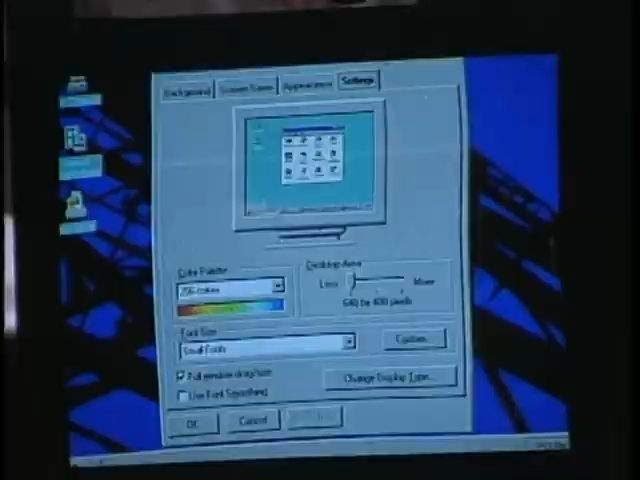 Background Screen Saver Appearance Settings
Color Palette
256 colors
Desktop Area
Less
More
640 by 480 pixels
Font Size
Small Fonts
Custom...
Full window drag/size
Change Display Type...
Use Font Smoothing
OK
Cancel